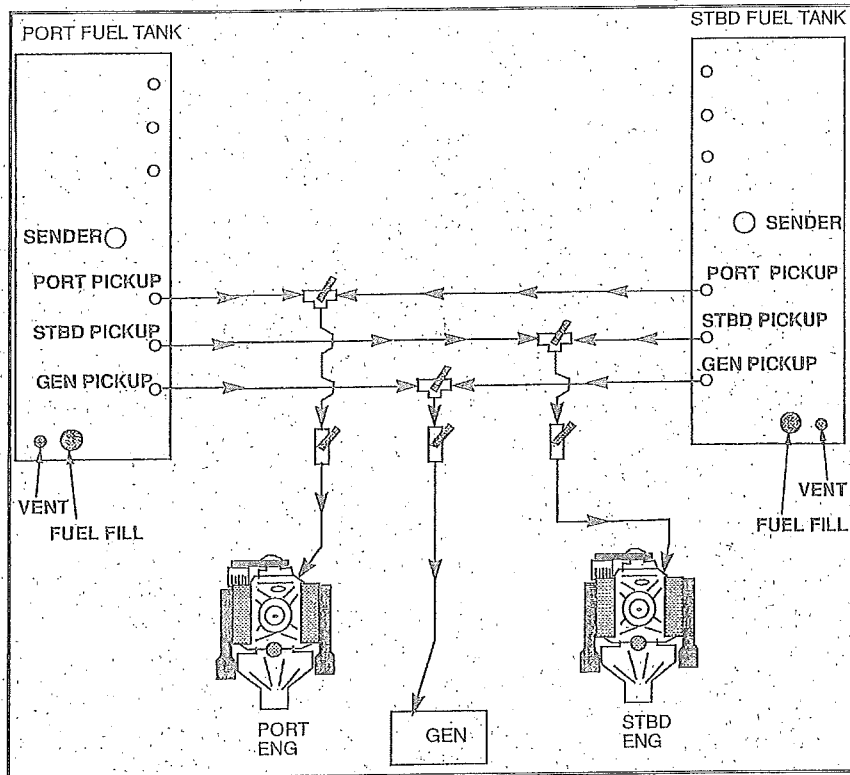 PORT FUEL TANK
STBD FUEL TANK
SENDER
SENDER
PORT PICKUP
PORT PICKUP
STBD PICKUP
STBD PICKUP
GEN PICKUP
GEN PICKUP
VENT
FUEL FILL
VENT
FUEL FILL
PORT
ENG
GEN
STBD
ENG